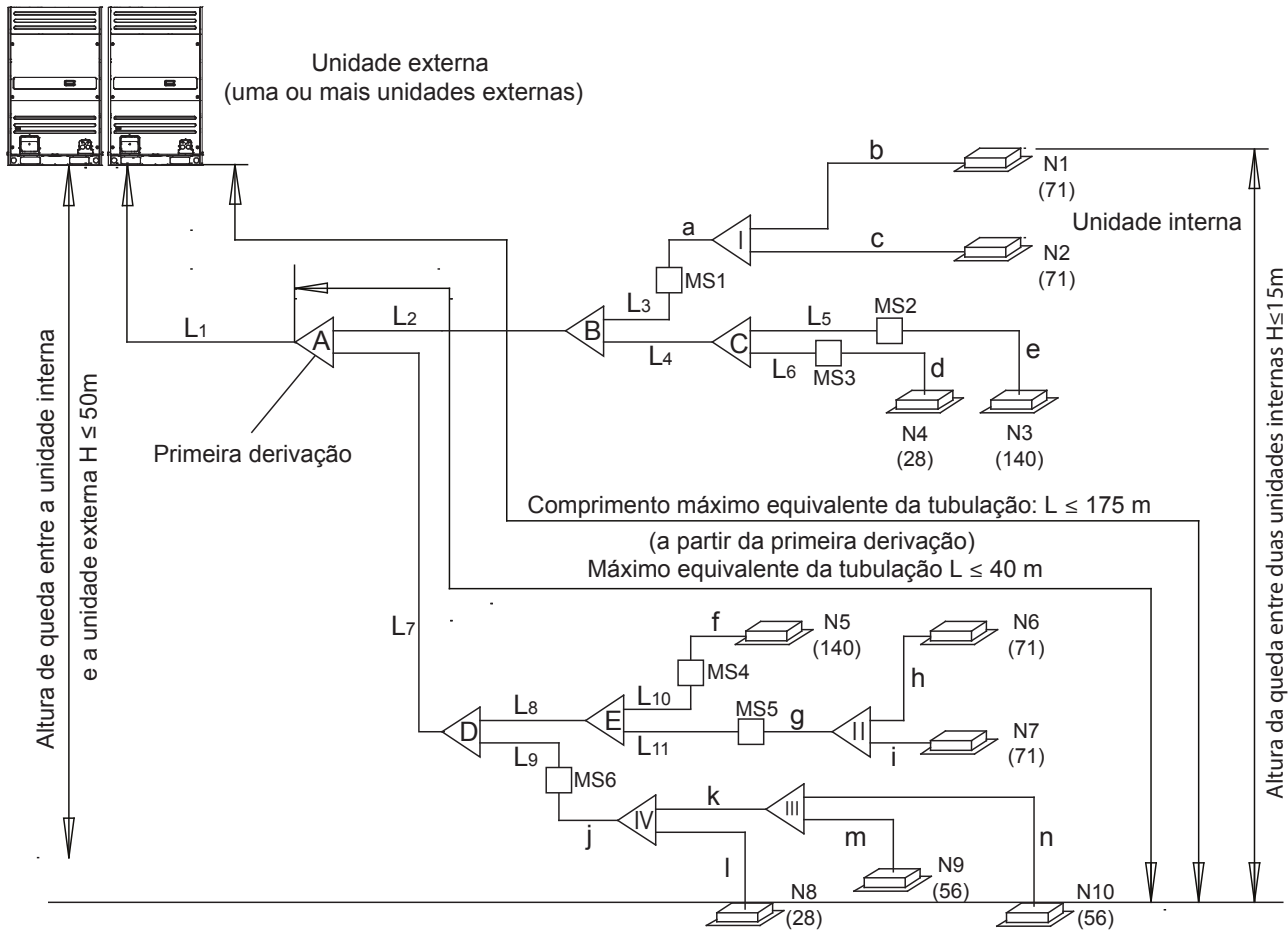 Unidade externa
(uma ou mais unidades externas)
b
N1
(71)
Unidade interna
a
I
c
N2
(71)
MS1
L3
MS2
L1
L2
L5
A
B
C
L4
L6
MS3
d
e
Primeira derivação
N4
(28)
N3
(140)
Comprimento máximo equivalente da tubulação: L ≤ 175 m
(a partir da primeira derivação)
Máximo equivalente da tubulação L ≤ 40 m
L7
f
N5
(140)
N6
(71)
MS4
h
L10
L8
MS5
g
D
E
II
N7
(71)
L11
i
L9
MS6
k
IV
III
j
m
n
l
N9
(56)
N8
(28)
N10
(56)
Altura de queda entre a unidade interna
e a unidade externa H ≤ 50m
Altura da queda entre duas unidades internas H≤15m